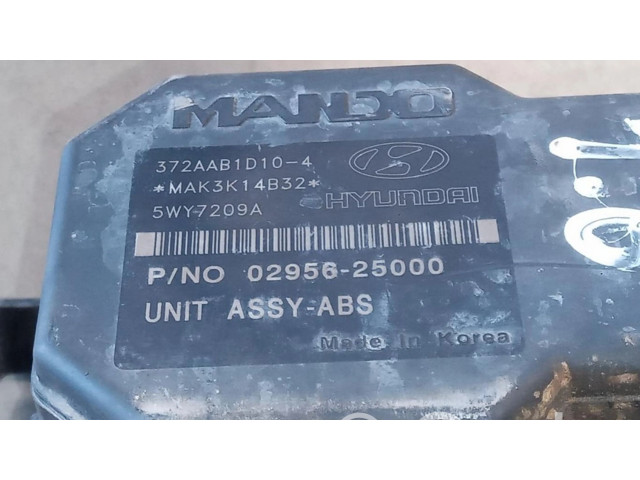 MANDO
372AAB1D10-4
*MAK3K14B32*
5WY7209A
HYUNDAI
P/NO 02956-25000
UNIT ASSY-ABS
Made in Korea